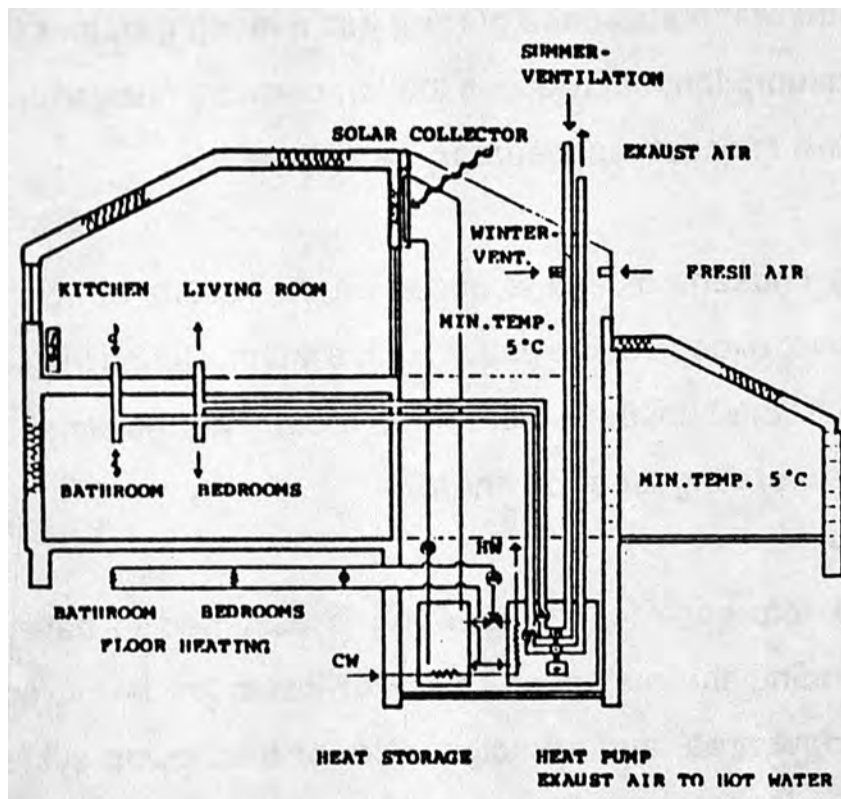 SUMMER-
VENTILATION
SOLAR COLLECTOR
EXAUST AIR
WINTER-
VENT.
FRESH AIR
KITCHEN LIVING ROOM
MIN.TEMP.
5°C
MIN.TEMP. 5°C
BATHROOM BEDROOMS
HW
BATHROOM BEDROOMS
FLOOR HEATING
CW
HEAT STORAGE
HEAT PUMP
EXAUST AIR TO HOT WATER